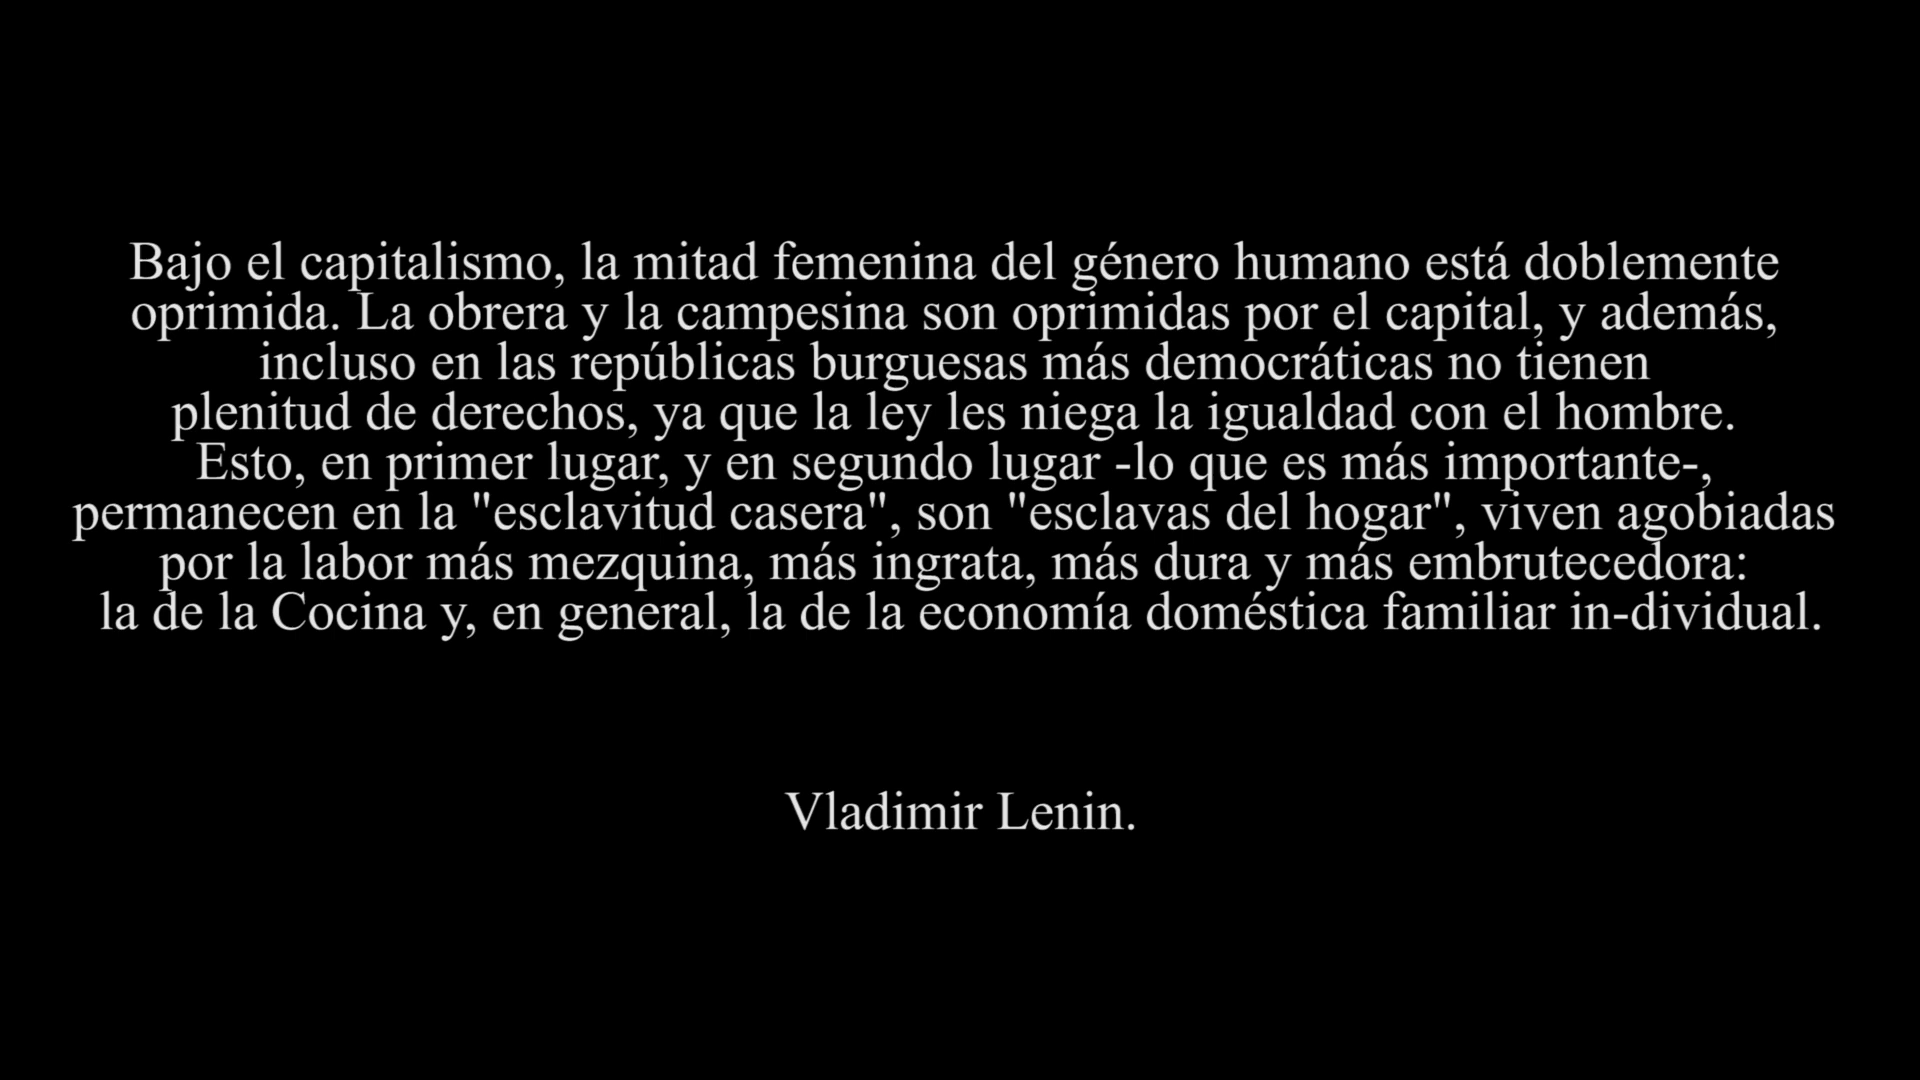 Bajo el capitalismo, la mitad femenina del género humano está doblemente
oprimida. La obrera y la campesina son oprimidas por el capital, y además,
incluso en las repúblicas burguesas más democráticas no tienen
plenitud de derechos, ya que la ley les niega la igualdad con el hombre.
Esto, en primer lugar, y en segundo lugar -lo que es más importante-,
permanecen en la "esclavitud casera", son "esclavas del hogar", viven agobiadas
por la labor más mezquina, más ingrata, más dura y más embrutecedora:
la de la Cocina y, en general, la de la economía doméstica familiar in-dividual.
Vladimir Lenin.